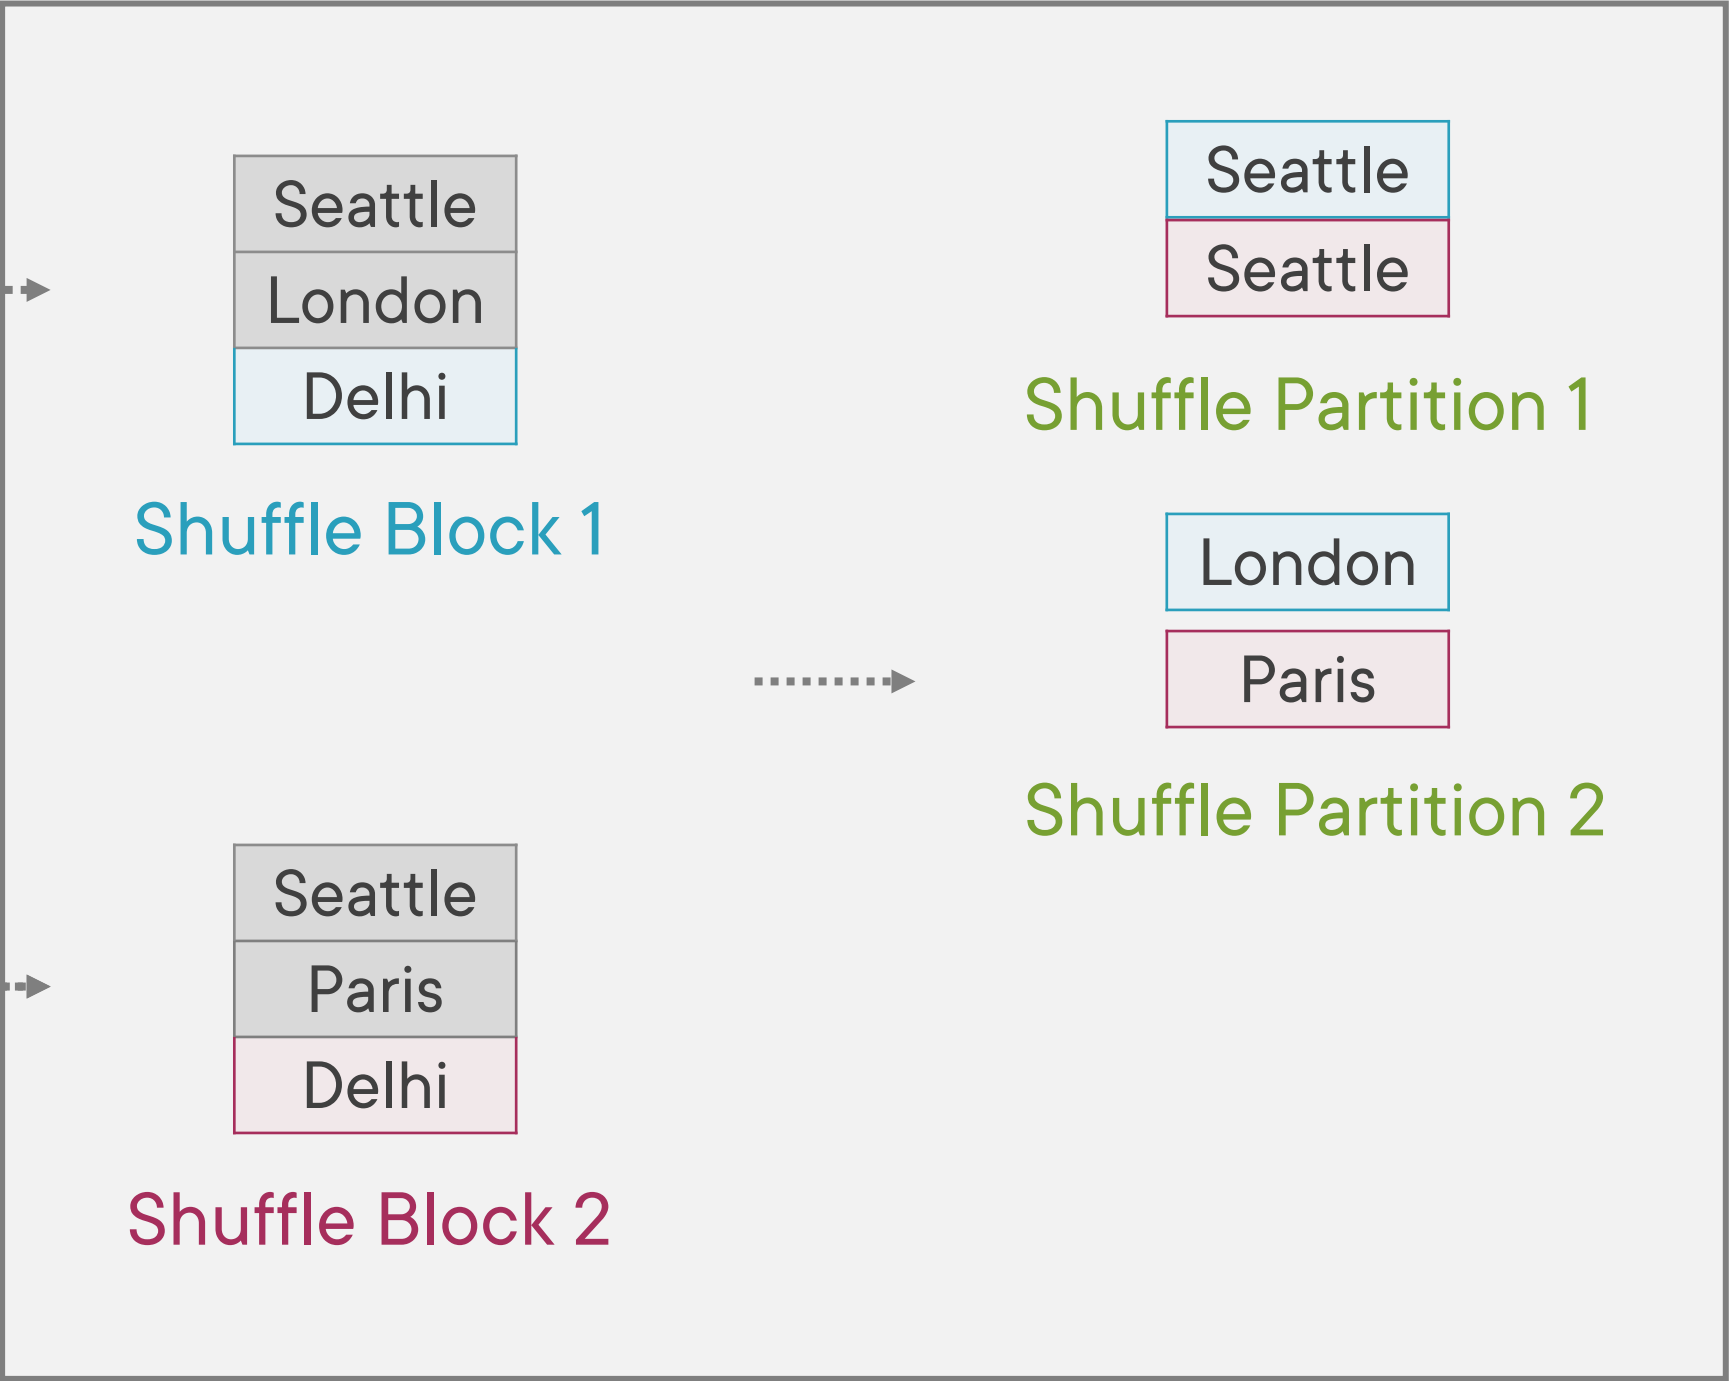 Seattle
London
Delhi
Shuffle Block 1
Seattle
Paris
Delhi
Shuffle Block 2
Seattle
Seattle
Shuffle Partition 1
London
Paris
Shuffle Partition 2